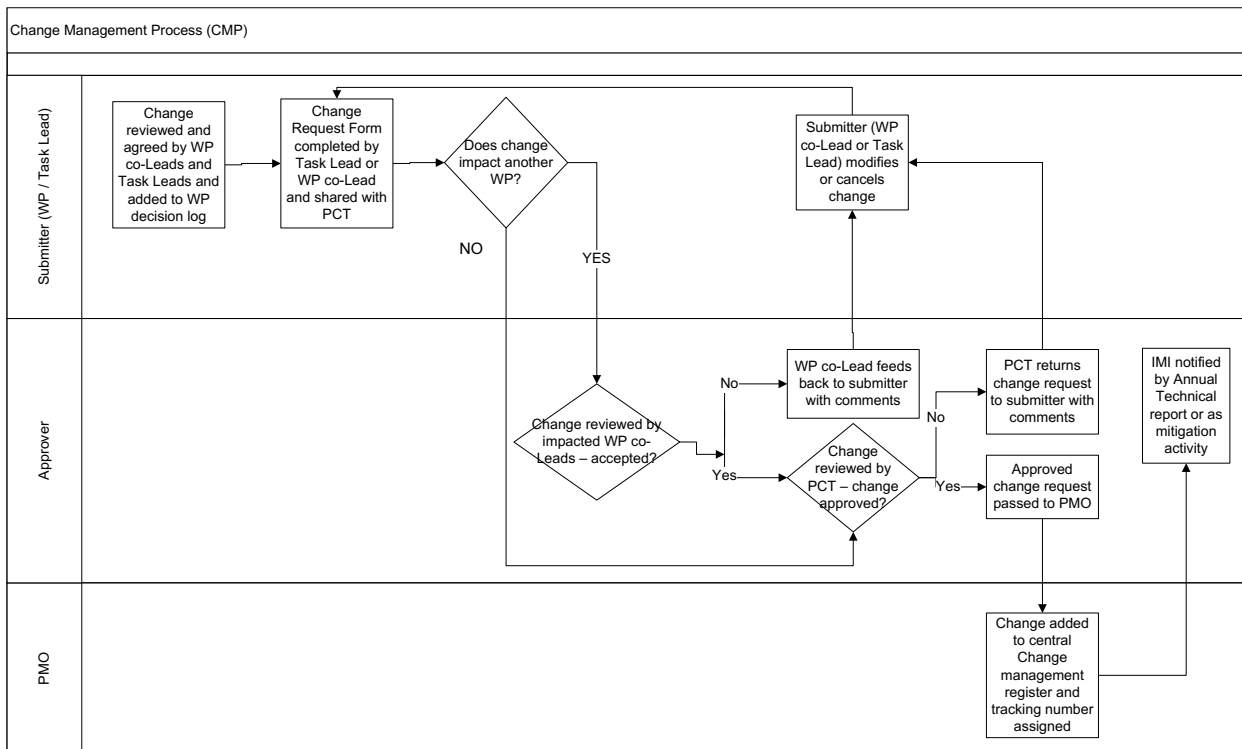 Change Management Process (CMP)
Submitter (WP / Task Lead)
Change
reviewed and
agreed by WP
co-Leads and
Task Leads and
added to WP
decision log
Change
Request Form
completed by
Task Lead or
WP co-Lead
and shared with
PCT
Does change
impact another
WP?
NO
YES
Submitter (WP
co-Lead or Task
Lead) modifies
or cancels
change
Approver
Change reviewed by
impacted WP co-
Leads – accepted?
No
Yes
WP co-Lead feeds
back to submitter
with comments
Change
reviewed by
PCT – change
approved?
No
Yes
PCT returns
change request
to submitter with
comments
Approved
change request
passed to PMO
IMI notified
by Annual
Technical
report or as
mitigation
activity
PMO
Change added
to central
Change
management
register and
tracking number
assigned